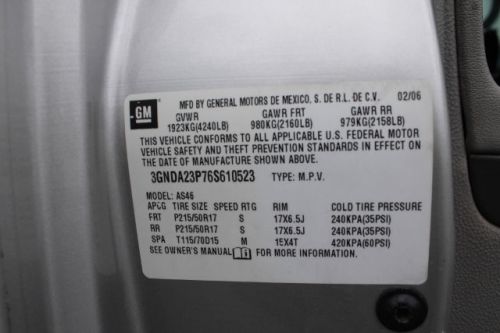 GM
MFD BY GENERAL MOTORS DE MEXICO, S. DE R.L. DE C.V. 02/06
GVWR GAWR FRT GAWR RR
1923KG(4240LB) 980KG(2160LB) 979KG(2158LB)
THIS VEHICLE CONFORMS TO ALL APPLICABLE U.S. FEDERAL MOTOR
VEHICLE SAFETY AND THEFT PREVENTION STANDARDS IN EFFECT ON
THE DATE OF MANUFACTURE SHOWN ABOVE.
3GNDA23P76S610523 TYPE: M.P.V.
MODEL: AS46
APCG TIRE SIZE SPEED RTG RIM COLD TIRE PRESSURE
FRT P215/50R17 S 17X6.5J 240KPA(35PSI)
RR P215/50R17 S 17X6.5J 240KPA(35PSI)
SPA T115/70D15 M 15X4T 420KPA(60PSI)
SEE OWNER'S MANUAL FOR MORE INFORMATION.